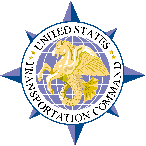 UNITED STATES
TRANSPORTATION COMMAND